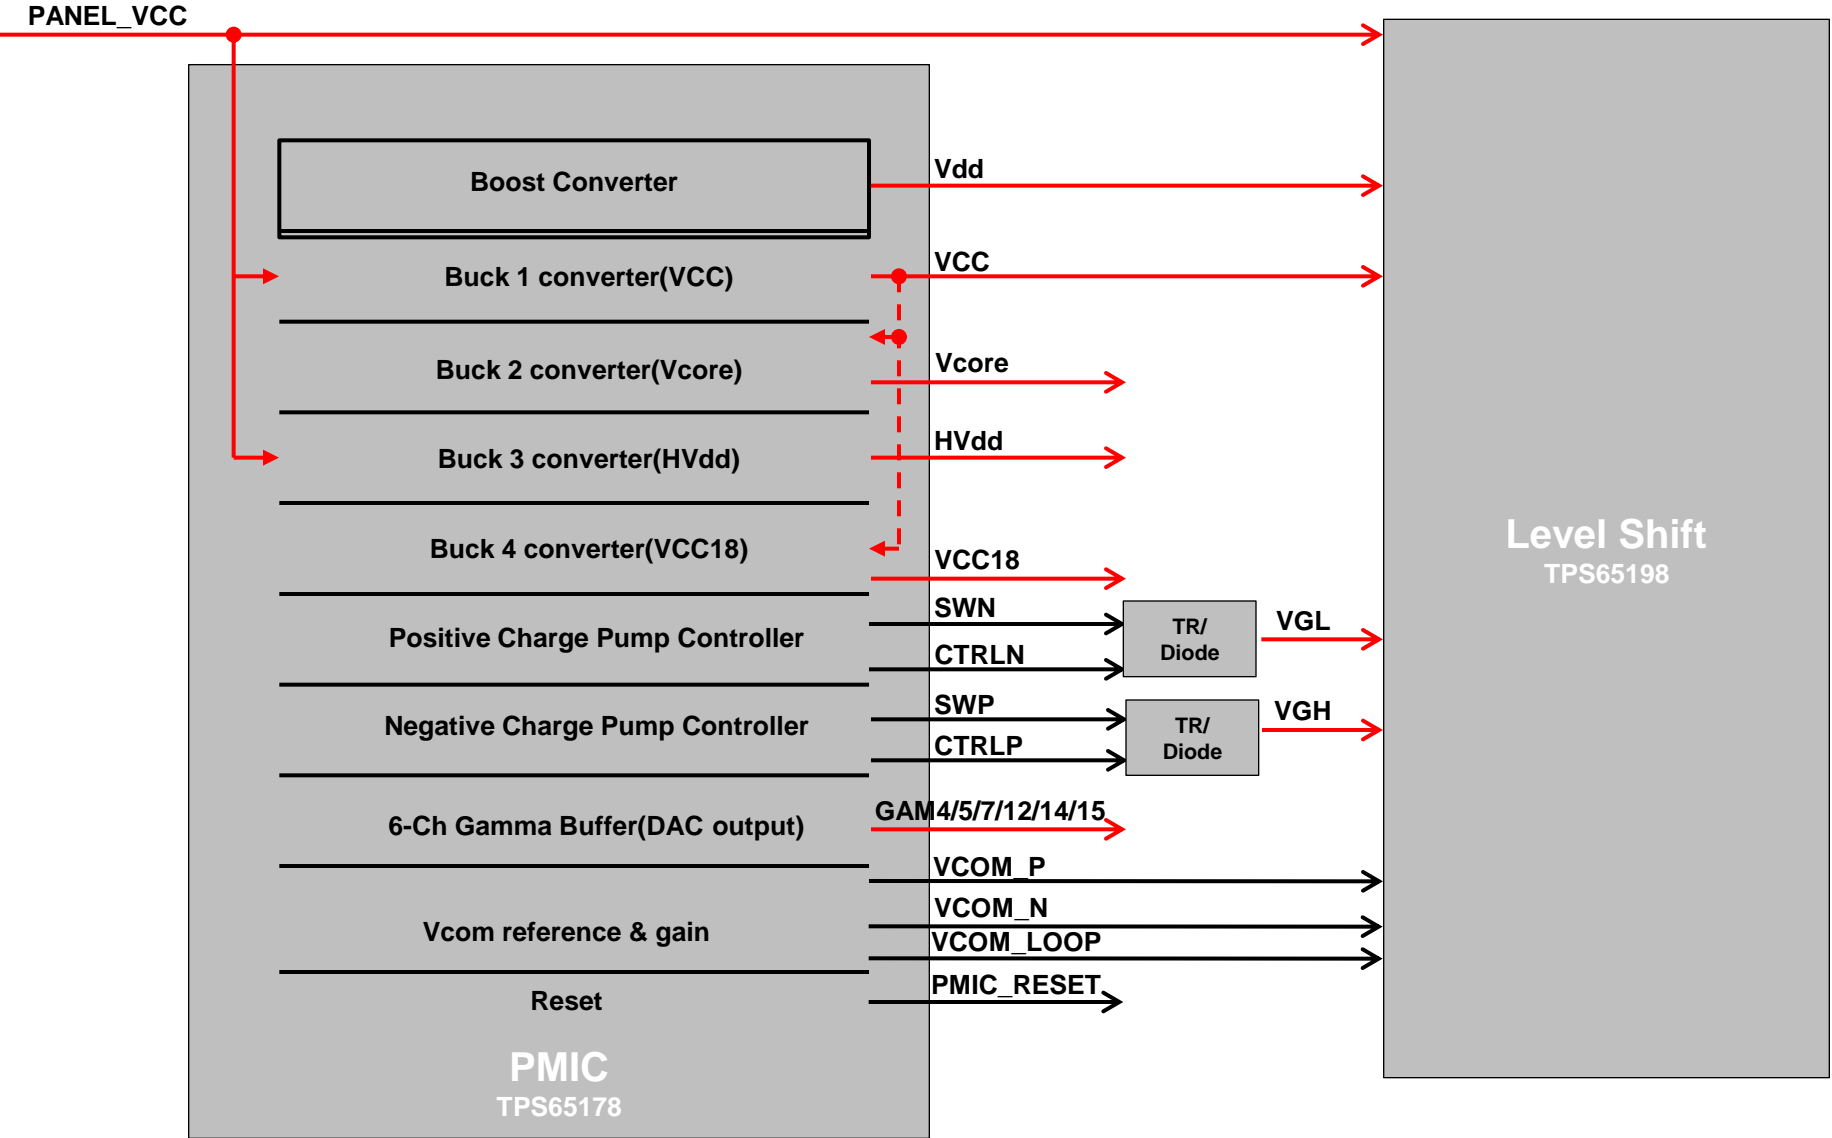 PANEL_VCC
Boost Converter
Vdd
Buck 1 converter(VCC)
VCC
Buck 2 converter(Vcore)
Vcore
Buck 3 converter(HVdd)
HVdd
Buck 4 converter(VCC18)
VCC18
Positive Charge Pump Controller
SWN
CTRLN
TR/
Diode
VGL
Negative Charge Pump Controller
SWP
CTRLP
TR/
Diode
VGH
6-Ch Gamma Buffer(DAC output)
GAM4/5/7/12/14/15
Vcom reference & gain
VCOM_P
VCOM_N
VCOM_LOOP
Reset
PMIC_RESET
PMIC
TPS65178
Level Shift
TPS65198